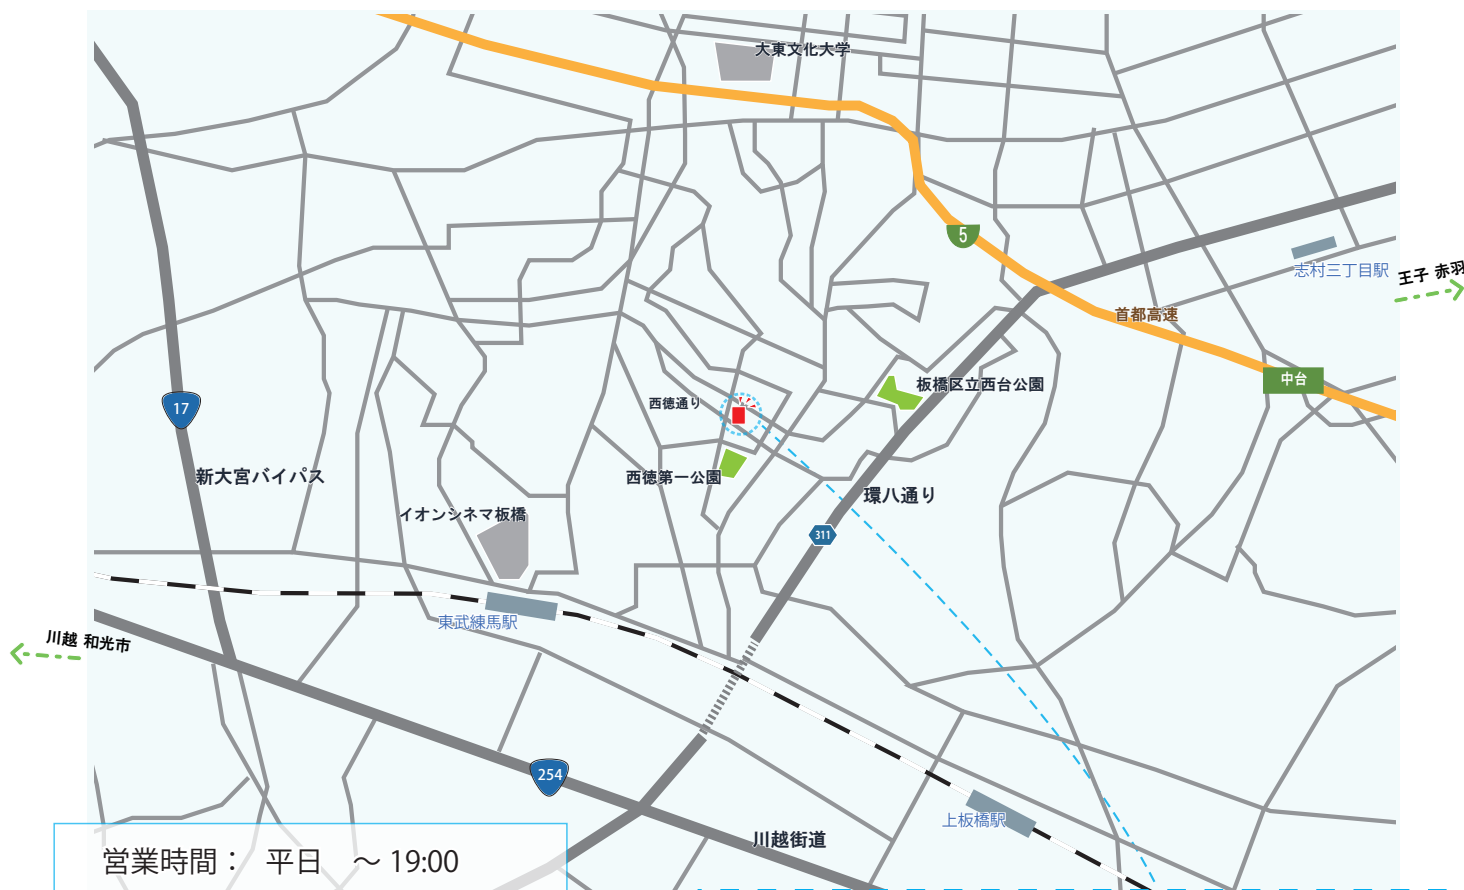 大東文化大学
5
志村三丁目駅
王子 赤羽
首都高速
中台
板橋区立西台公園
西徳通り
17
新大宮バイパス
西徳第一公園
環八通り
イオンシネマ板橋
311
東武練馬駅
川越 和光市
254
上板橋駅
川越街道
営業時間： 平日 ～ 19:00